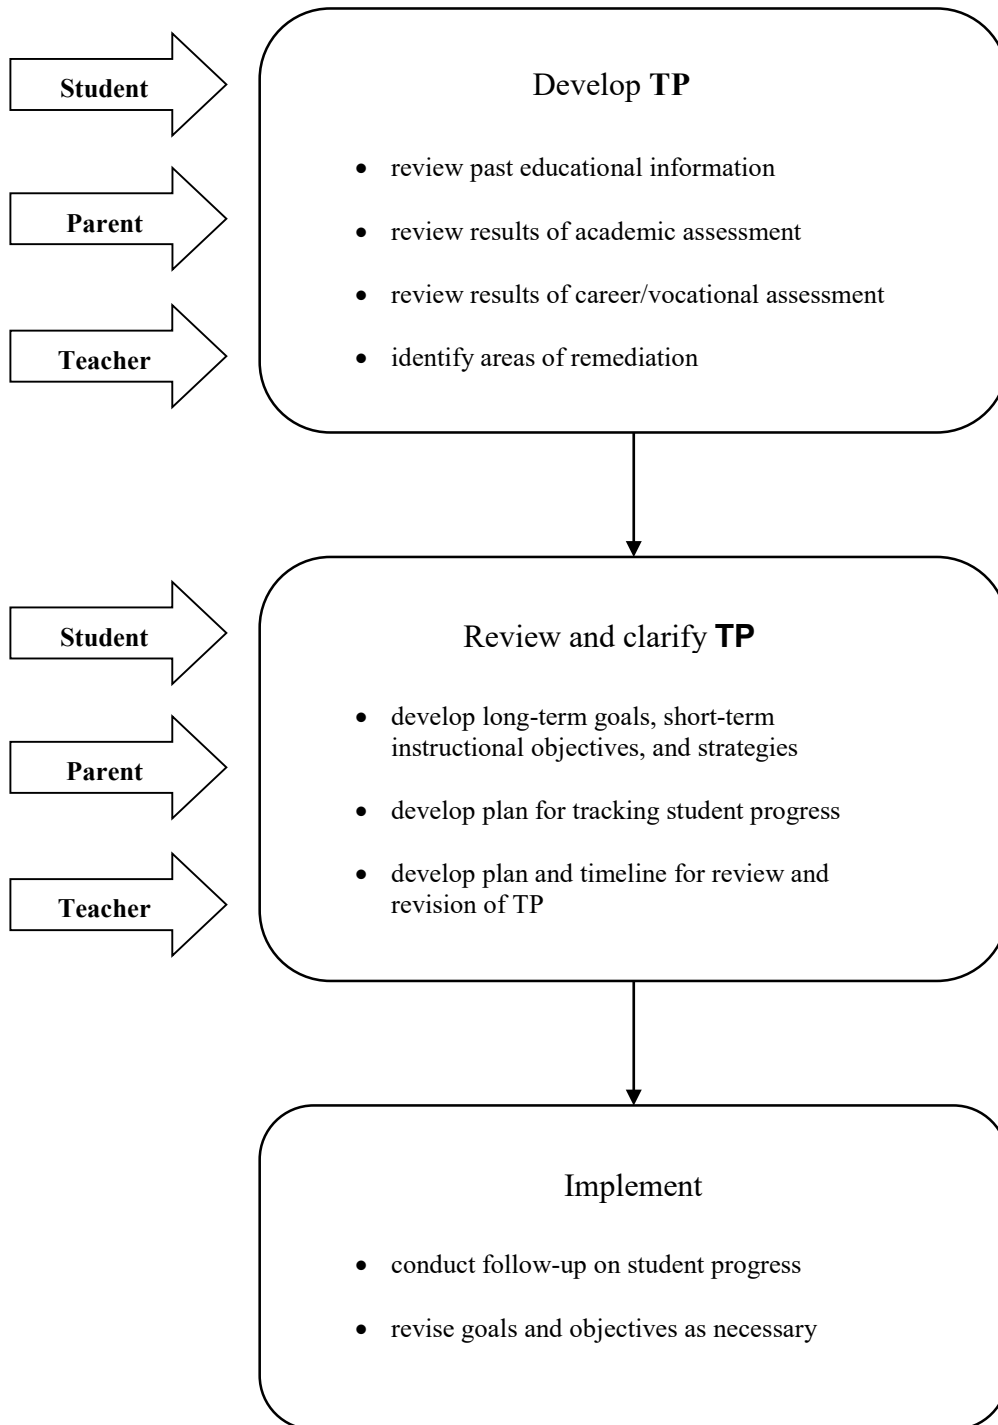 Student
Parent
Teacher
Develop TP
• review past educational information
• review results of academic assessment
• review results of career/vocational assessment
• identify areas of remediation
Student
Parent
Teacher
Review and clarify TP
• develop long-term goals, short-term
instructional objectives, and strategies
• develop plan for tracking student progress
• develop plan and timeline for review and
revision of TP
Implement
• conduct follow-up on student progress
• revise goals and objectives as necessary